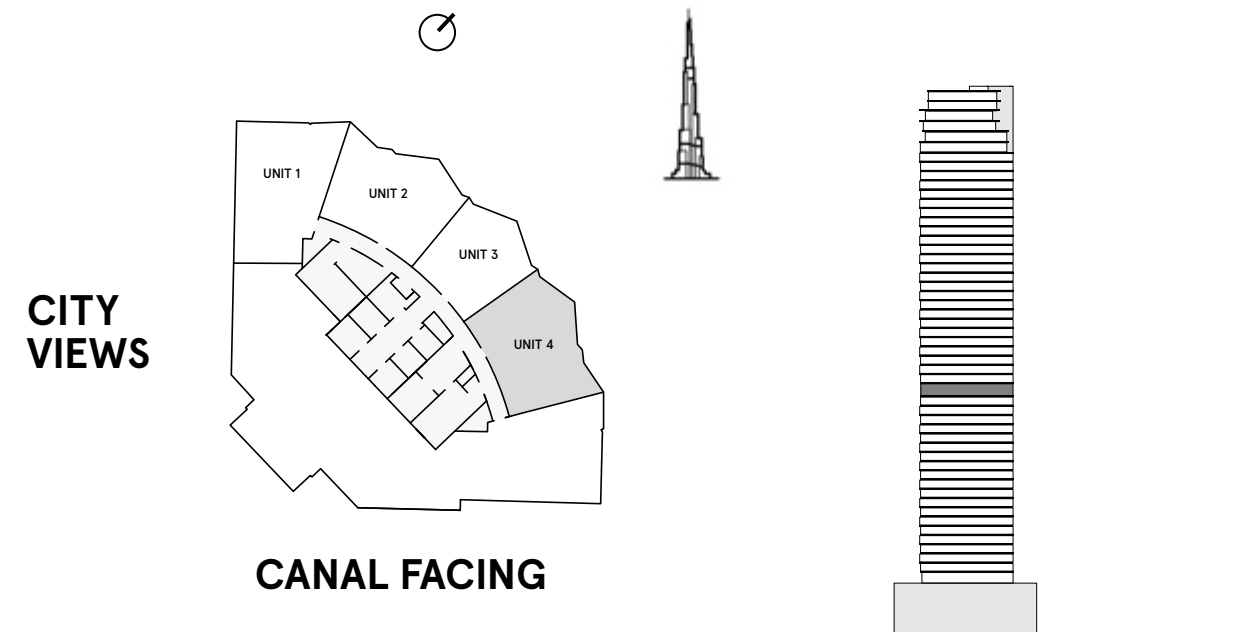 UNIT 1
UNIT 2
UNIT 3
UNIT 4
CITY
VIEWS
CANAL FACING